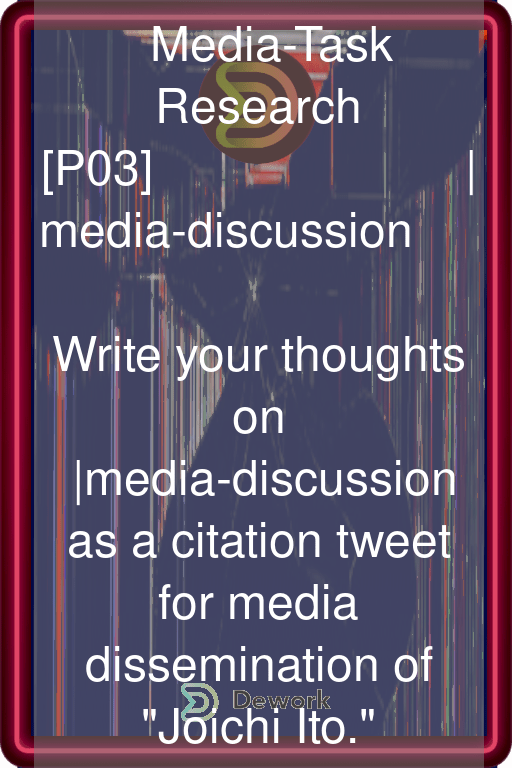 Media-Task
Research
[P03] |
media-discussion
Write your thoughts
on
|media-discussion
as a citation tweet
for media
dissemination of
Dework
"Joichi Ito."